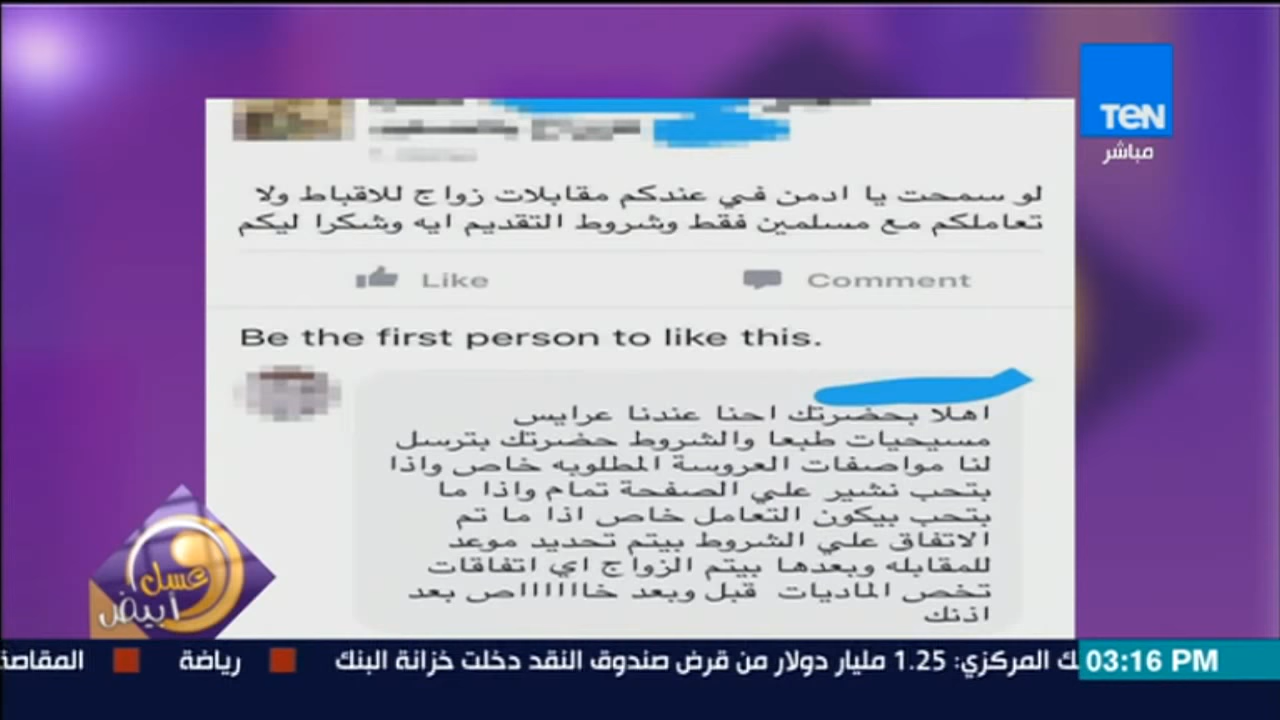 TEN
مباشر
لو سمحت يا ادمن في عندكم مقابلات زواج للاقباط ولا
تعاملكم مع مسلمين فقط وشروط التقديم ايه وشكرا ليكم
Like
Comment
Be the first person to like this.
اهلا بحضرتك احنا عندنا عرايس
مسيحيات طبعا والشروط حضرتك بترسل
لنا مواصفات العروسة المطلوبه خاص واذا
بتحب نشير علي الصفحة تمام واذا ما
بتحب بيكون التعامل خاص اذا ما تم
الاتفاق علي الشروط بيتم تحديد موعد
للمقابله وبعدها بيتم الزواج اي اتفاقات
تخص الماديات قبل وبعد خاااااااص بعد
اذنك
عسل
أبيض
ك المركزي: 1.25 مليار دولار من قرض صندوق النقد دخلت خزانة البنك رياضة المقاصة
03:16 PM